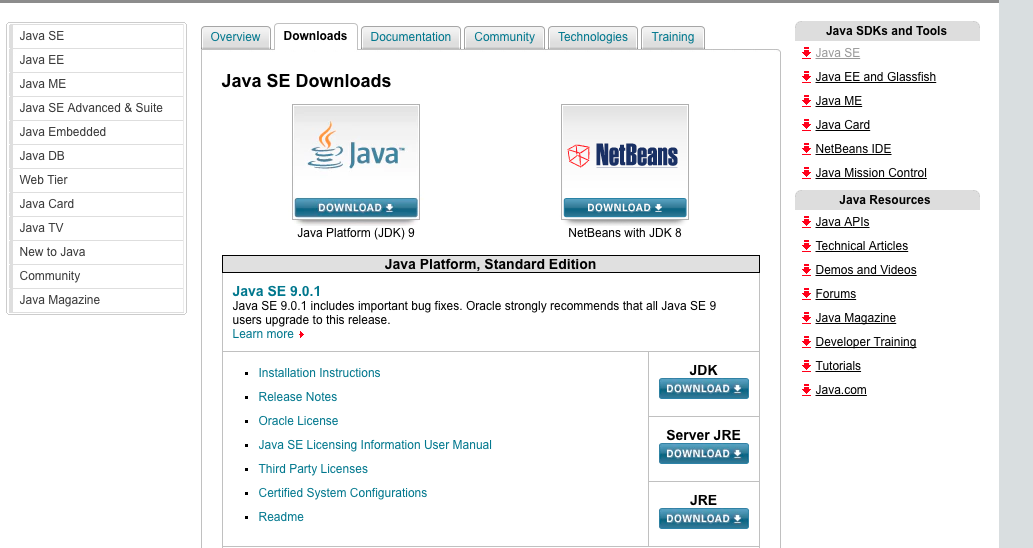 Java SE
Java EE
Java ME
Java SE Advanced & Suite
Java Embedded
Java DB
Web Tier
Java Card
Java TV
New to Java
Community
Java Magazine
Overview
Downloads
Documentation
Community
Technologies
Training
Java SE Downloads
Java™
DOWNLOAD
Java Platform (JDK) 9
NetBeans
DOWNLOAD
NetBeans with JDK 8
Java Platform, Standard Edition
Java SE 9.0.1
Java SE 9.0.1 includes important bug fixes. Oracle strongly recommends that all Java SE 9
users upgrade to this release.
Learn more
Installation Instructions
Release Notes
Oracle License
Java SE Licensing Information User Manual
Third Party Licenses
Certified System Configurations
Readme
JDK
DOWNLOAD
Server JRE
DOWNLOAD
JRE
DOWNLOAD
Java SDKs and Tools
Java SE
Java EE and Glassfish
Java ME
Java Card
NetBeans IDE
Java Mission Control
Java Resources
Java APIs
Technical Articles
Demos and Videos
Forums
Java Magazine
Developer Training
Tutorials
Java.com